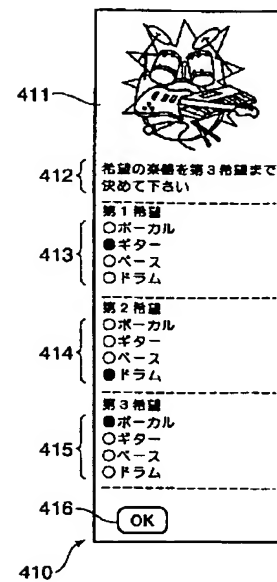 411
412
希望の楽器を第3希望まで
決めて下さい
413
第1希望
○ボーカル
●ギター
○ベース
○ドラム
414
第2希望
○ボーカル
○ギター
○ベース
●ドラム
415
第3希望
●ボーカル
○ギター
○ベース
○ドラム
416
OK
410